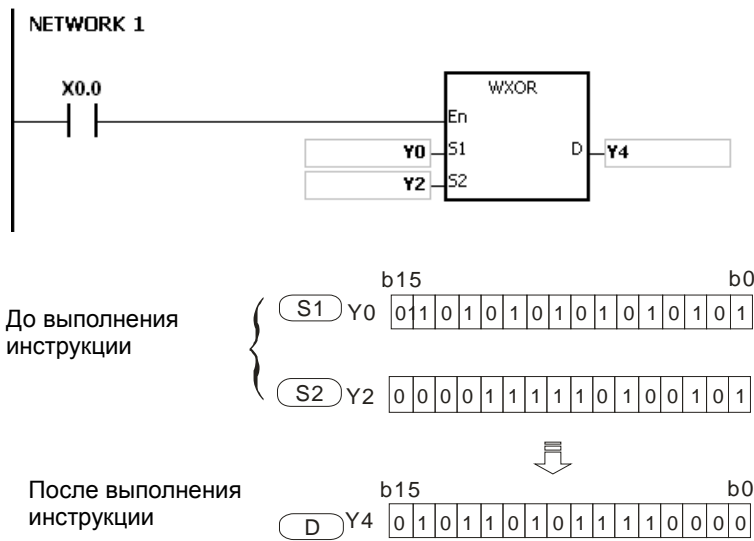 NETWORK 1
X0.0
WXOR
En
Y0 S1 D Y4
Y2 S2
b15 b0
До выполнения инструкции
S1 Y0 011 0 1 0 1 0 1 0 1 0 1 0 1 0 1
S2 Y2 0 0 0 0 1 1 1 1 1 0 1 0 0 1 0 1
После выполнения инструкции
b15 b0
D Y4 0 1 0 1 1 0 1 0 1 1 1 1 0 0 0 0